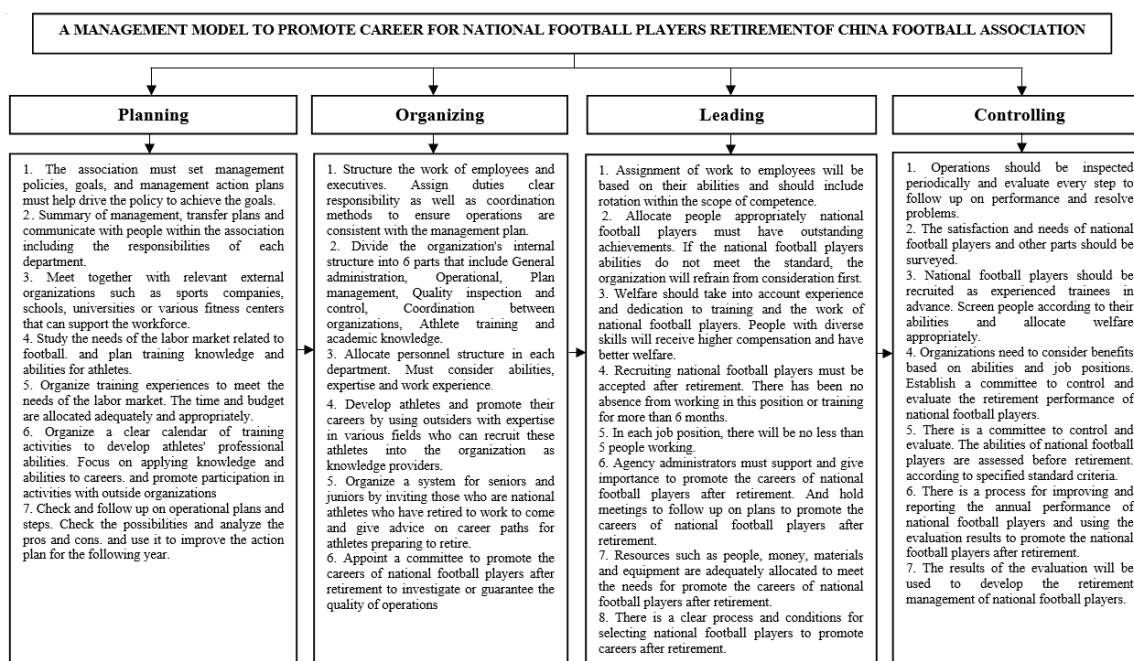 A MANAGEMENT MODEL TO PROMOTE CAREER FOR NATIONAL FOOTBALL PLAYERS RETIREMENTOF CHINA FOOTBALL ASSOCIATION
Planning
1. The association must set management
policies, goals, and management action plans
must help drive the policy to achieve the goals.
2. Summary of management, transfer plans and
communicate with people within the association
including the responsibilities of each
department.
3. Meet together with relevant external
organizations such as sports companies,
schools, universities or various fitness centers
that can support the workforce.
4. Study the needs of the labor market related to
football. and plan training knowledge and
abilities for athletes.
5. Organize training experiences to meet the
needs of the labor market. The time and budget
are allocated adequately and appropriately.
6. Organize a clear calendar of training
activities to develop athletes' professional
abilities. Focus on applying knowledge and
abilities to careers. and promote participation in
activities with outside organizations
7. Check and follow up on operational plans and
steps. Check the possibilities and analyze the
pros and cons. and use it to improve the action
plan for the following year.
Organizing
1. Structure the work of employees and
executives. Assign duties clear
responsibility as well as coordination
methods to ensure operations are
consistent with the management plan.
2. Divide the organization's internal
structure into 6 parts that include General
administration, Operational, Plan
management, Quality inspection and
control, Coordination between
organizations, Athlete training and
academic knowledge.
3. Allocate personnel structure in each
department. Must consider abilities,
expertise and work experience.
4. Develop athletes and promote their
careers by using outsiders with expertise
in various fields who can recruit these
athletes into the organization as
knowledge providers.
5. Organize a system for seniors and
juniors by inviting those who are national
athletes who have retired to work to come
and give advice on career paths for
athletes preparing to retire.
6. Appoint a committee to promote the
careers of national football players after
retirement to investigate or guarantee the
quality of operations
Leading
1. Assignment of work to employees will be
based on their abilities and should include
rotation within the scope of competence.
2. Allocate people appropriately national
football players must have outstanding
achievements. If the national football players
abilities do not meet the standard, the
organization will refrain from consideration first.
3. Welfare should take into account experience
and dedication to training and the work of
national football players. People with diverse
skills will receive higher compensation and have
better welfare.
4. Recruiting national football players must be
accepted after retirement. There has been no
absence from working in this position or training
for more than 6 months.
5. In each job position, there will be no less than
5 people working.
6. Agency administrators must support and give
importance to promote the careers of national
football players after retirement. And hold
meetings to follow up on plans to promote the
careers of national football players after
retirement.
7. Resources such as people, money, materials
and equipment are adequately allocated to meet
the needs for promote the careers of national
football players after retirement.
8. There is a clear process and conditions for
selecting national football players to promote
careers after retirement.
Controlling
1. Operations should be inspected
periodically and evaluate every step to
follow up on performance and resolve
problems.
2. The satisfaction and needs of national
football players and other parts should be
surveyed.
3. National football players should be
recruited as experienced trainees in
advance. Screen people according to their
abilities and allocate welfare
appropriately.
4. Organizations need to consider benefits
based on abilities and job positions.
Establish a committee to control and
evaluate the retirement performance of
national football players.
5. There is a committee to control and
evaluate. The abilities of national football
players are assessed before retirement.
according to specified standard criteria.
6. There is a process for improving and
reporting the annual performance of
national football players and using the
evaluation results to promote the national
football players after retirement.
7. The results of the evaluation will be
used to develop the retirement
management of national football players.